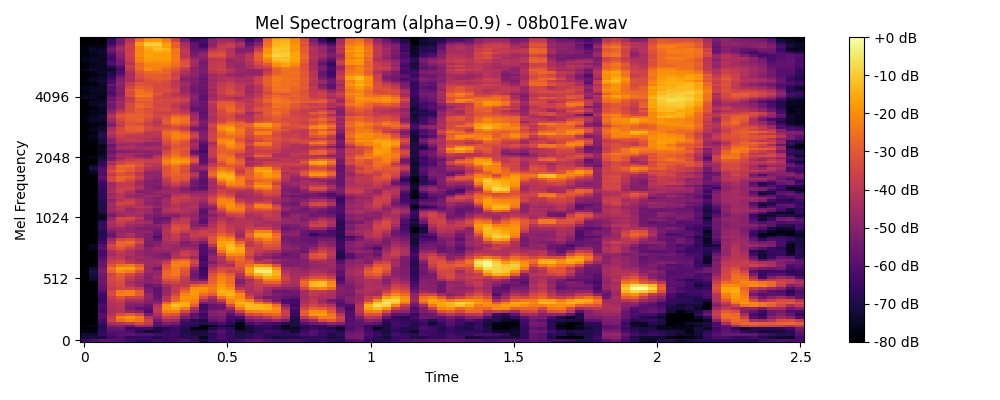 Mel Spectrogram (alpha=0.9) - 08b01Fe.wav
Mel Frequency
4096
2048
1024
512
0
0
0.5
1
1.5
2
2.5
Time
+0 dB
-10 dB
-20 dB
-30 dB
-40 dB
-50 dB
-60 dB
-70 dB
-80 dB